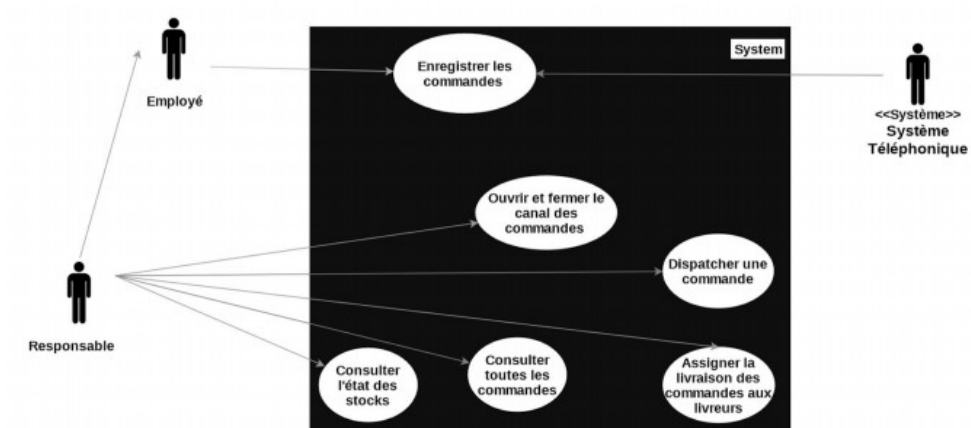 System
Enregistrer les
commandes
Employé
<<Système>>
Système
Téléphonique
Ouvrir et fermer le
canal des
commandes
Dispatcher une
commande
Responsable
Consulter
l'état des
stocks
Consulter
toutes les
commandes
Assigner la
livraison des
commandes aux
livreurs